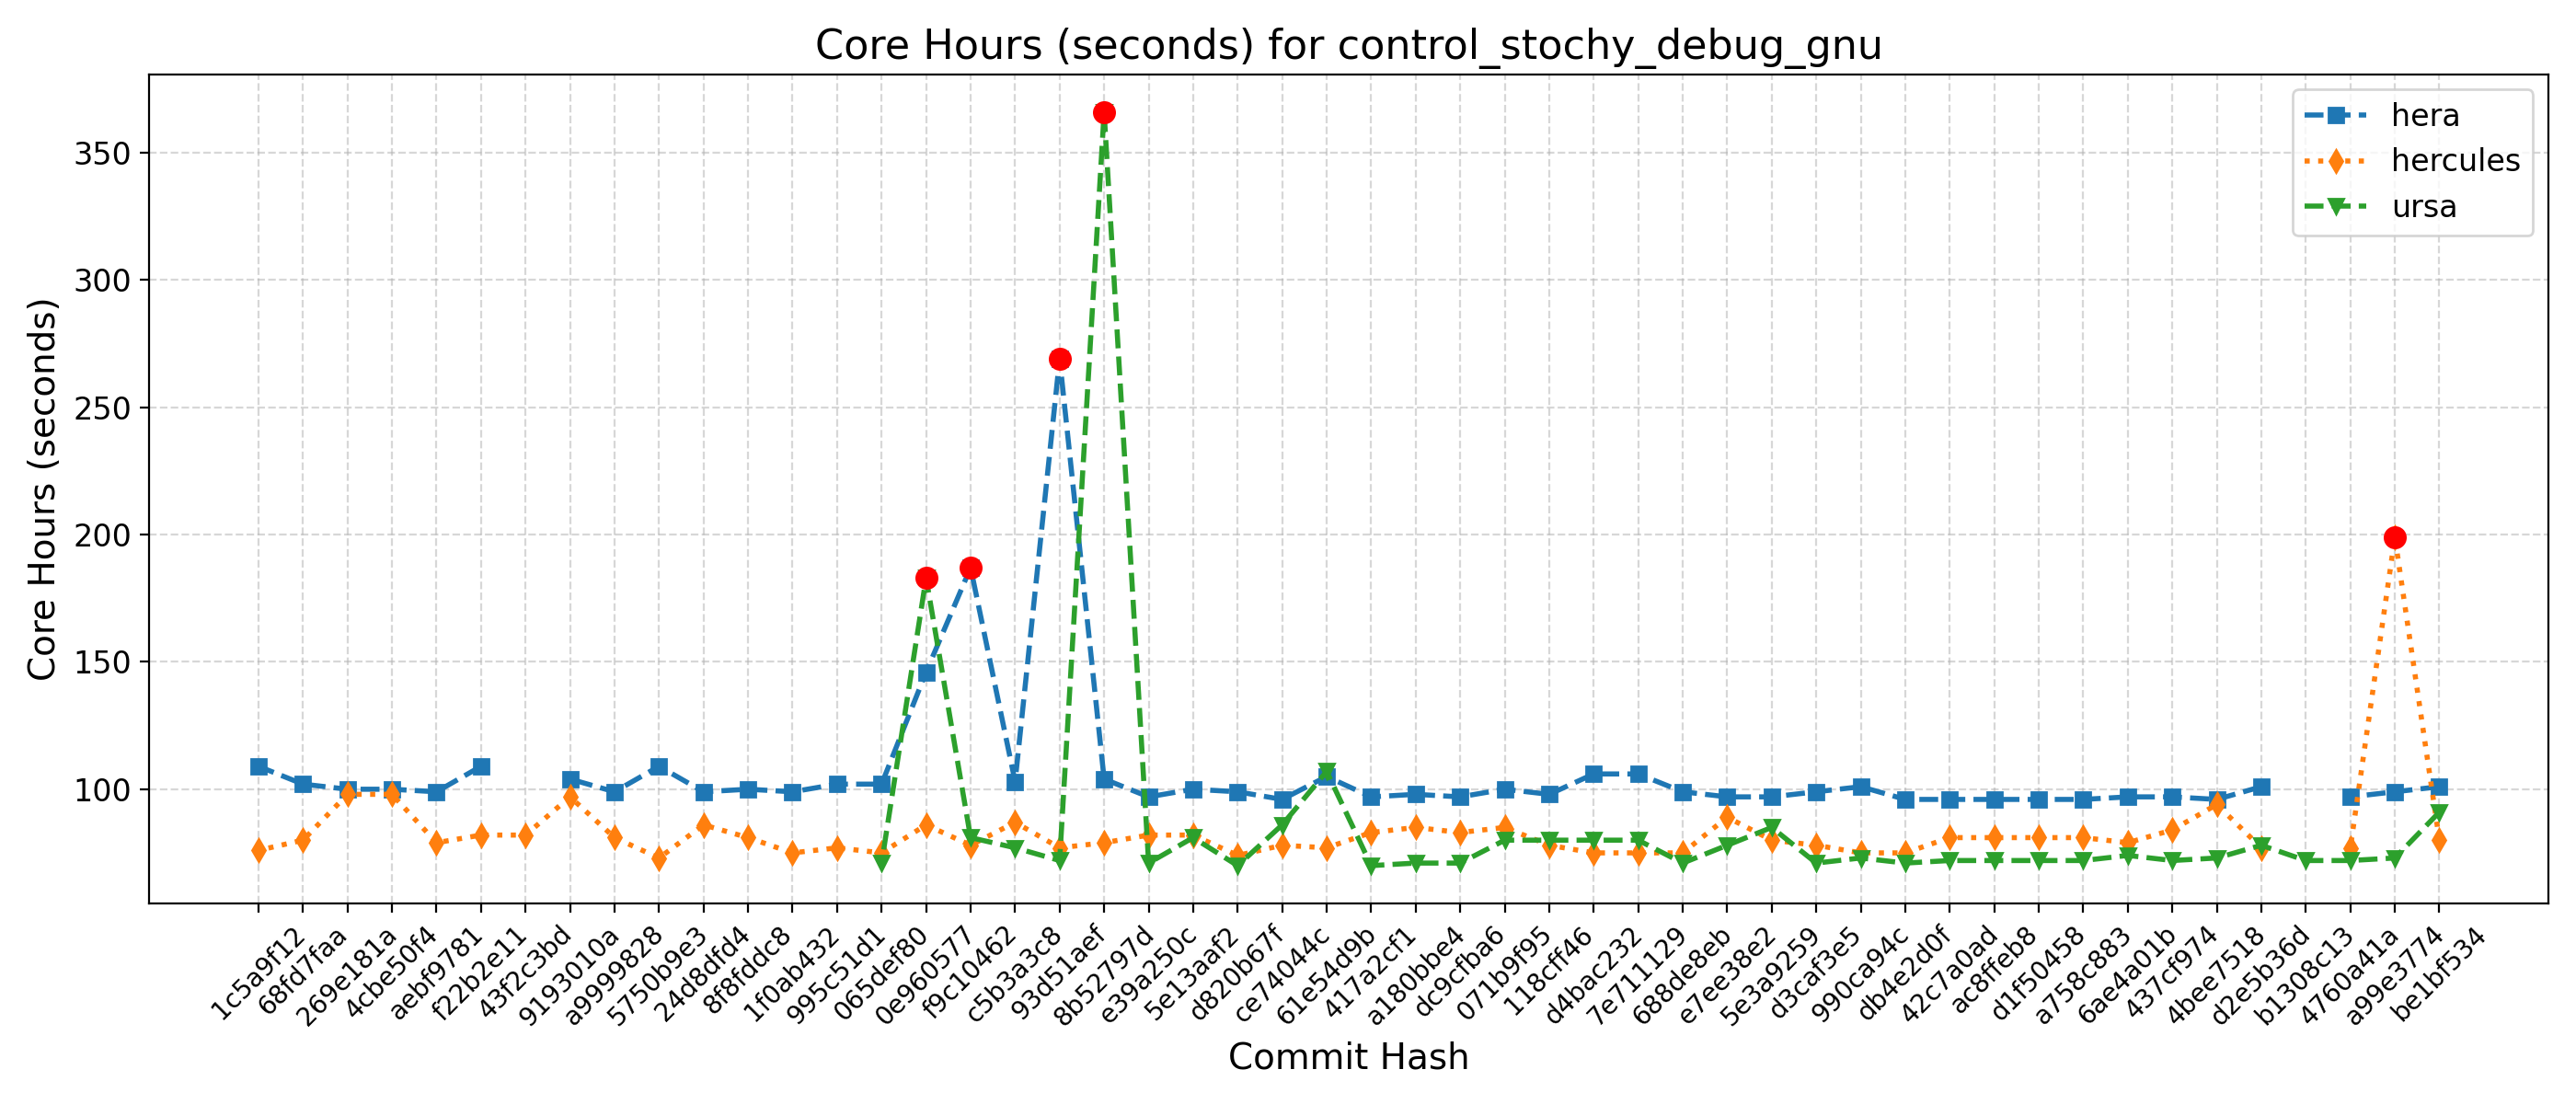 Core Hours (seconds) for control_stochy_debug_gnu
hera
hercules
ursa
Core Hours (seconds)
350
300
250
200
150
100
1c5a9f12
68fd7faa
269e181a
4cbe50f4
aebf9781
f22b2e11
43f2c3bd
9193010a
a9999828
5750b9e3
24d8dfd4
8f8fddc8
1f0ab432
995c51d1
065def80
0e960577
f9c10462
c5b3a3c8
93d51aef
8b52797d
e39a250c
5e13aaf2
d820b67f
ce74044c
61e54d9b
417a2cf1
a180bbe4
dc9cfba6
071b9f95
118cff46
d4bac232
7e711129
688de8eb
e7ee38e2
5e3a9259
d3caf3e5
990ca94c
db4e2d0f
42c7a0ad
ac8ffeb8
d1f50458
a758c883
6ae4a01b
437cf974
4bee7518
d2e5b36d
b1308c13
4760a41a
a99e3774
be1bf534
Commit Hash